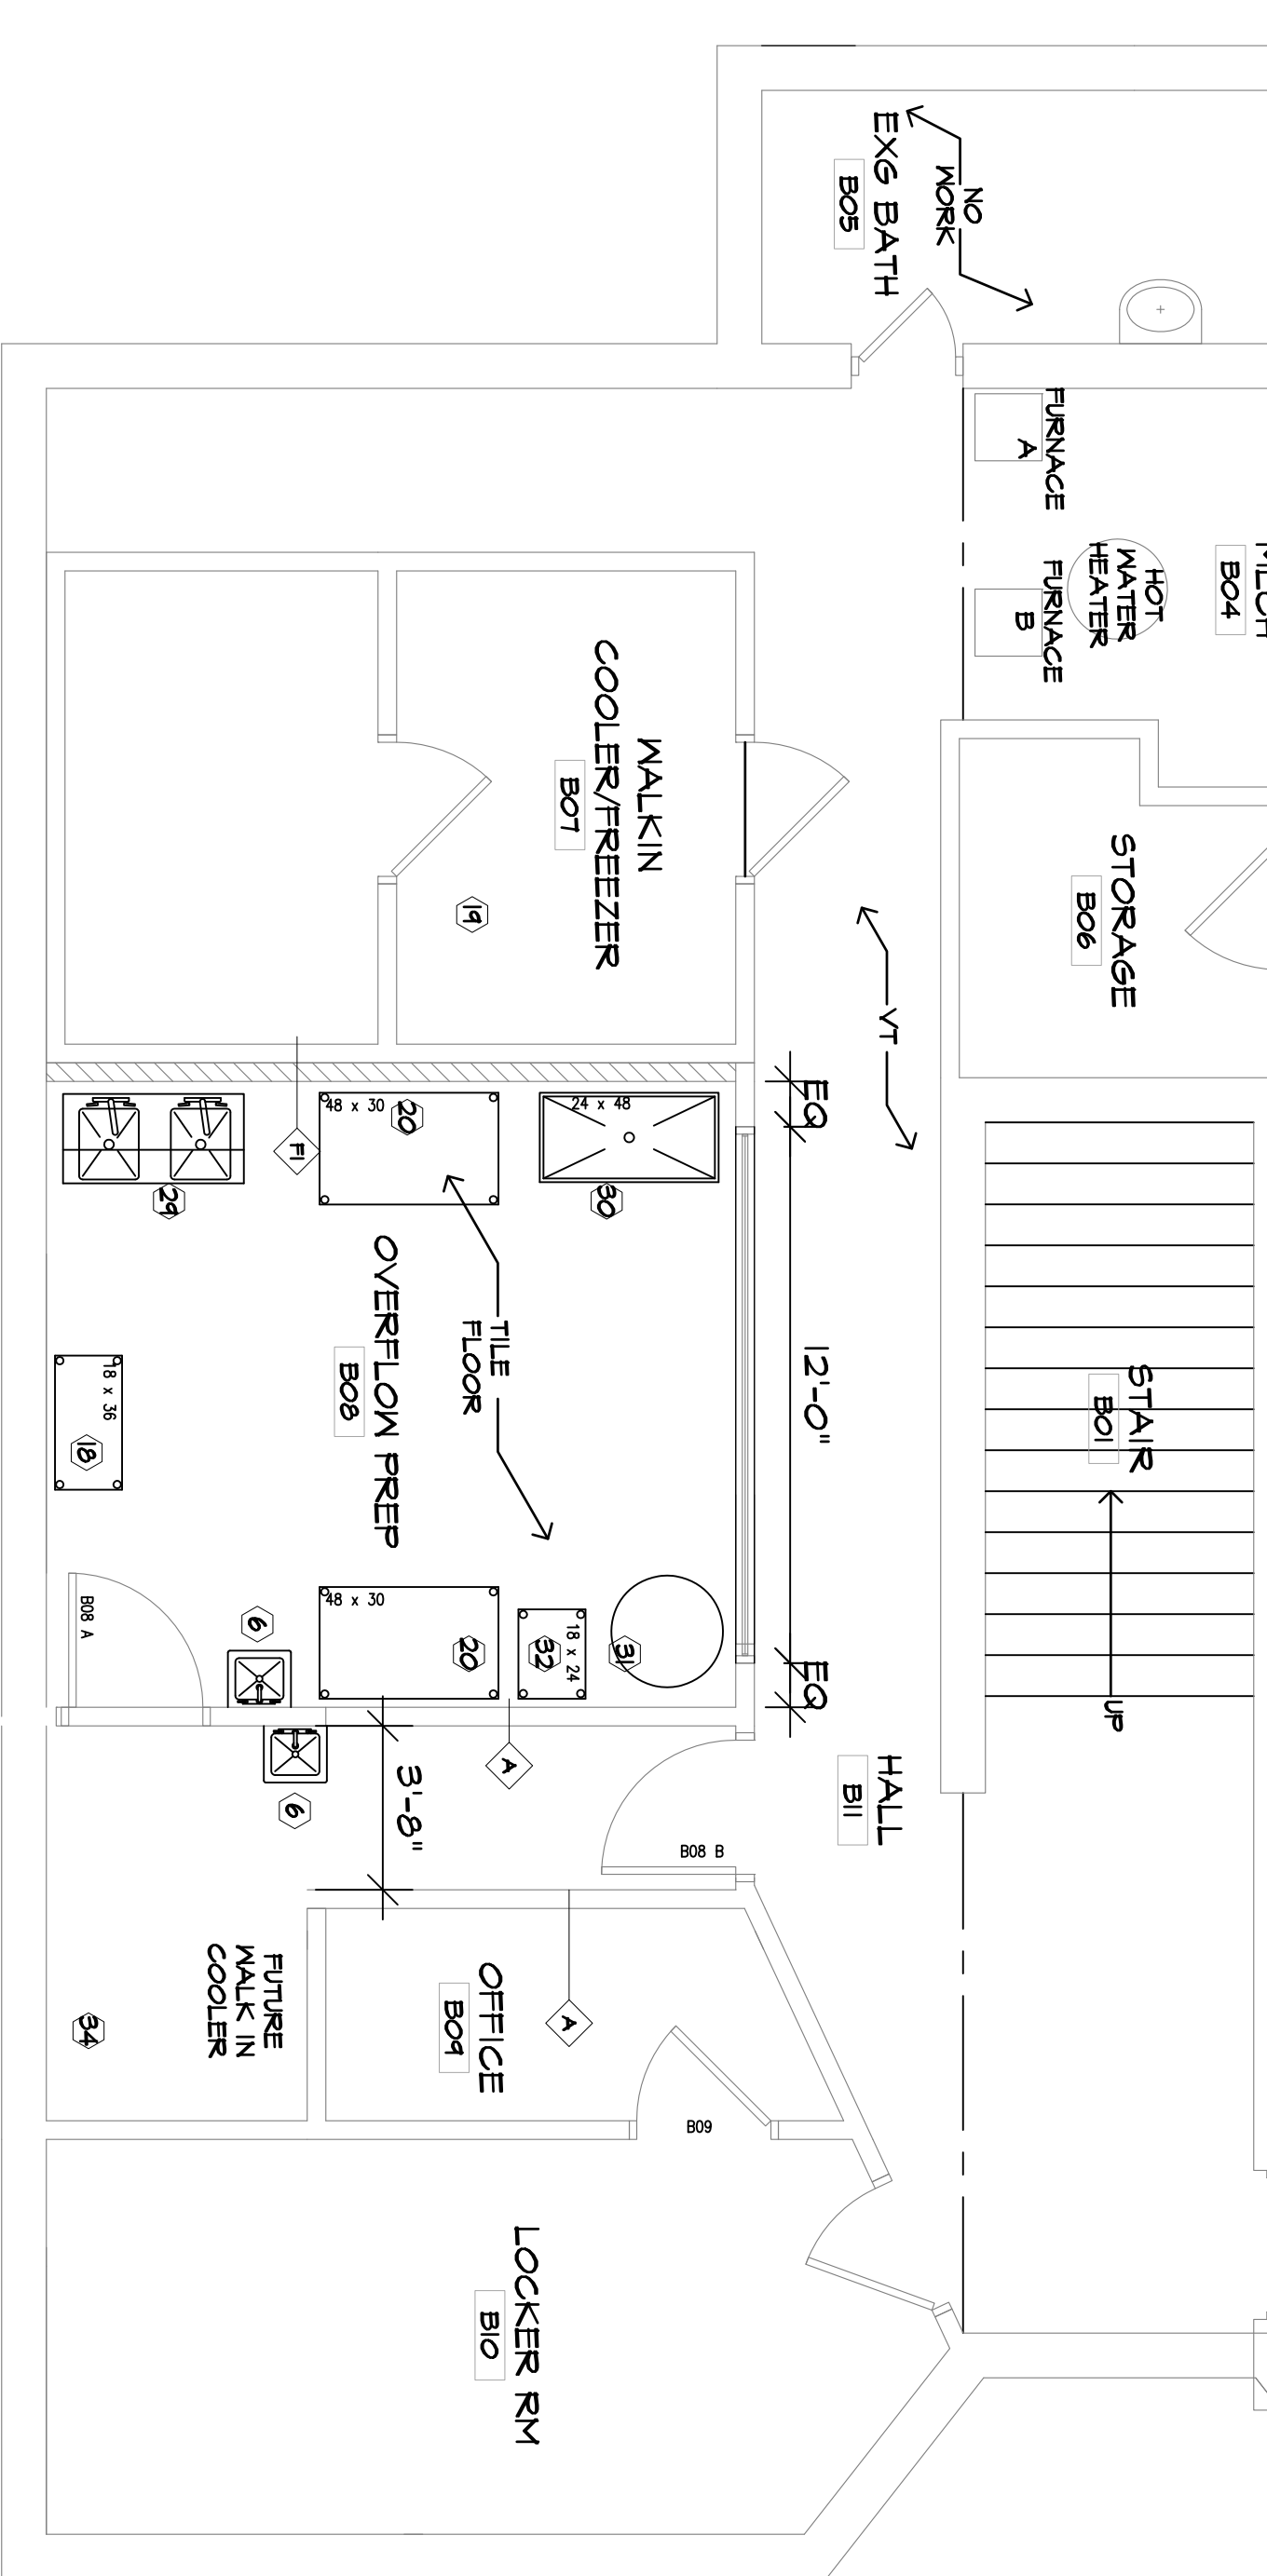 EXG BATH
B05
NO
WORK
FURNACE
A
FURNACE
B
HOT
WATER
HEATER
B04
WALKIN
COOLER/FREEZER
B07
19
STORAGE
B06
VT
EQ
12'-0"
EQ
STAIR
B01
UP
F1
29
48 x 30
20
24 x 48
30
OVERFLOW PREP
B08
TILE
FLOOR
18 x 36
18
B08 A
6
48 x 30
20
18 x 24
32
31
6
3'-8"
A
HALL
B11
B08 B
FUTURE
WALK IN
COOLER
34
OFFICE
B09
A
B09
LOCKER RM
B10